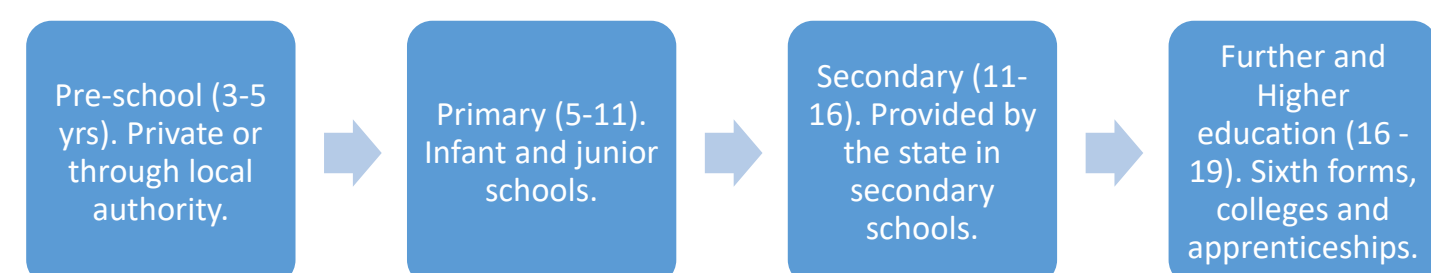 Pre-school (3-5
yrs). Private or
through local
authority.
Primary (5-11).
Infant and junior
schools.
Secondary (11-
16). Provided by
the state in
secondary
schools.
Further and
Higher
education (16 -
19). Sixth forms,
colleges and
apprenticeships.